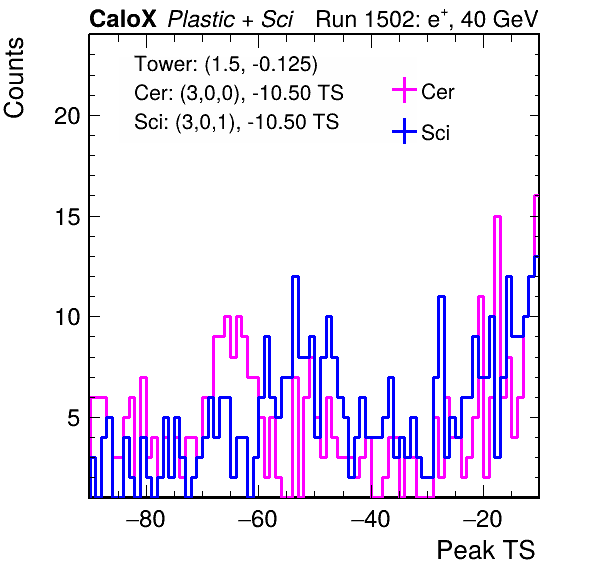 CaloX Plastic + Sci Run 1502: e+, 40 GeV
Tower: (1.5, -0.125)
Cer: (3,0,0), -10.50 TS
Sci: (3,0,1), -10.50 TS
Cer
Sci
Counts
20
15
10
5
−80 −60 −40 −20
Peak TS